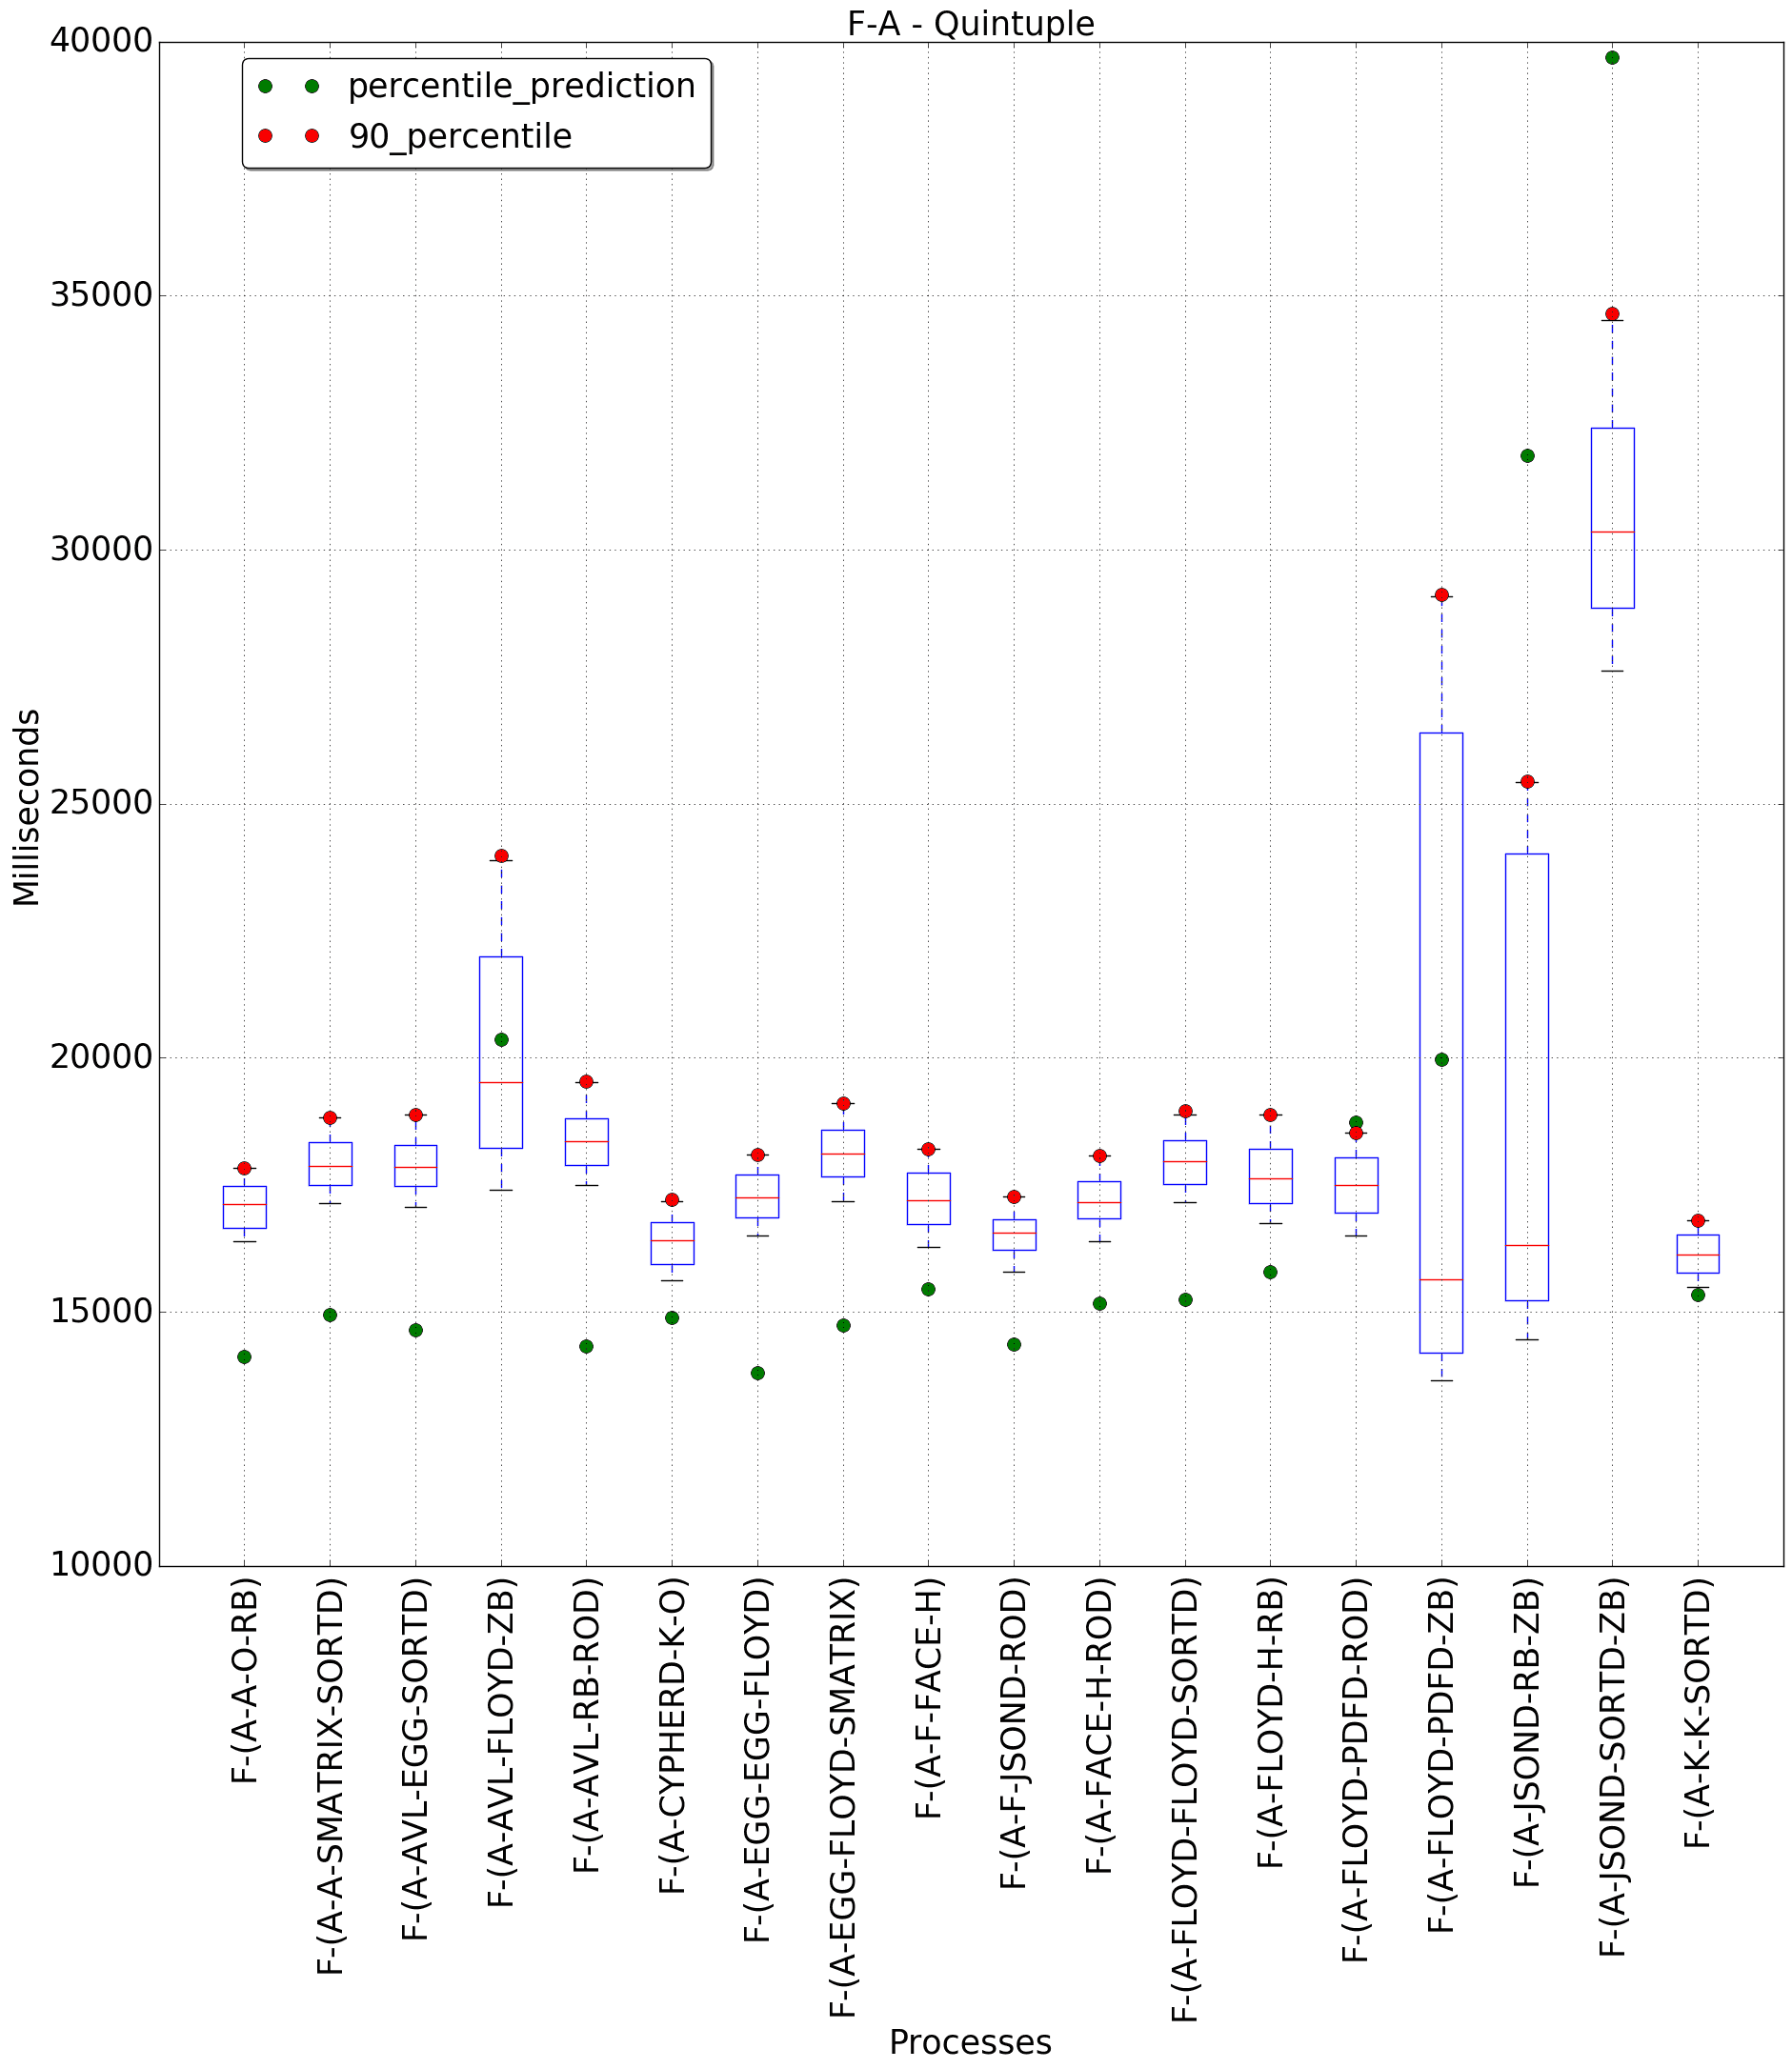 F-A - Quintuple
percentile_prediction
90_percentile
40000
35000
30000
25000
20000
15000
10000
Milliseconds
F-(A-A-O-RB)
F-(A-A-SMATRIX-SORTD)
F-(A-AVL-EGG-SORTD)
F-(A-AVL-FLOYD-ZB)
F-(A-AVL-RB-ROD)
F-(A-CYPHERD-K-O)
F-(A-EGG-EGG-FLOYD)
F-(A-EGG-FLOYD-SMATRIX)
F-(A-F-FACE-H)
F-(A-F-JSOND-ROD)
F-(A-FACE-H-ROD)
F-(A-FLOYD-FLOYD-SORTD)
F-(A-FLOYD-H-RB)
F-(A-FLOYD-PDFD-ROD)
F-(A-FLOYD-PDFD-ZB)
F-(A-JSOND-RB-ZB)
F-(A-JSOND-SORTD-ZB)
F-(A-K-K-SORTD)
Processes